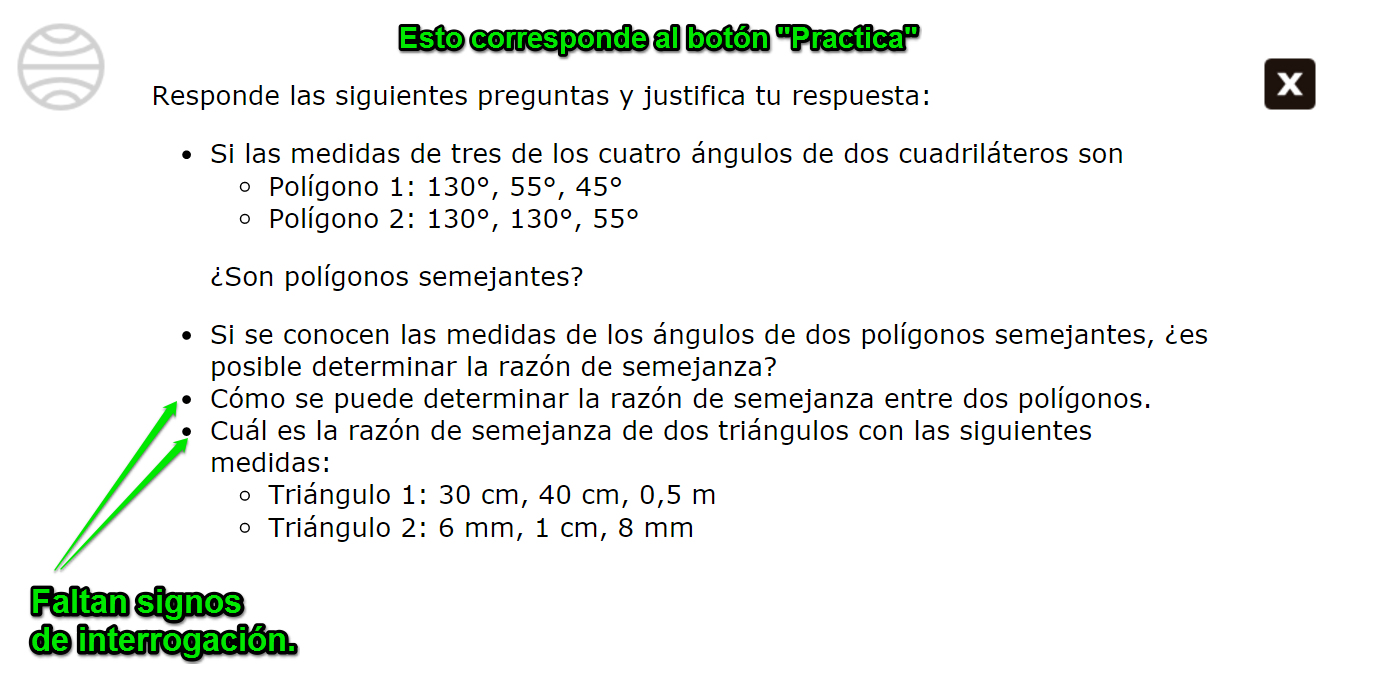 Esto corresponde al botón "Practica"
X
Responde las siguientes preguntas y justifica tu respuesta:
• Si las medidas de tres de los cuatro ángulos de dos cuadriláteros son
◦ Polígono 1: 130°, 55°, 45°
◦ Polígono 2: 130°, 130°, 55°
¿Son polígonos semejantes?
• Si se conocen las medidas de los ángulos de dos polígonos semejantes, ¿es
posible determinar la razón de semejanza?
• Cómo se puede determinar la razón de semejanza entre dos polígonos.
• Cuál es la razón de semejanza de dos triángulos con las siguientes
medidas:
◦ Triángulo 1: 30 cm, 40 cm, 0,5 m
◦ Triángulo 2: 6 mm, 1 cm, 8 mm
Faltan signos
de interrogación.